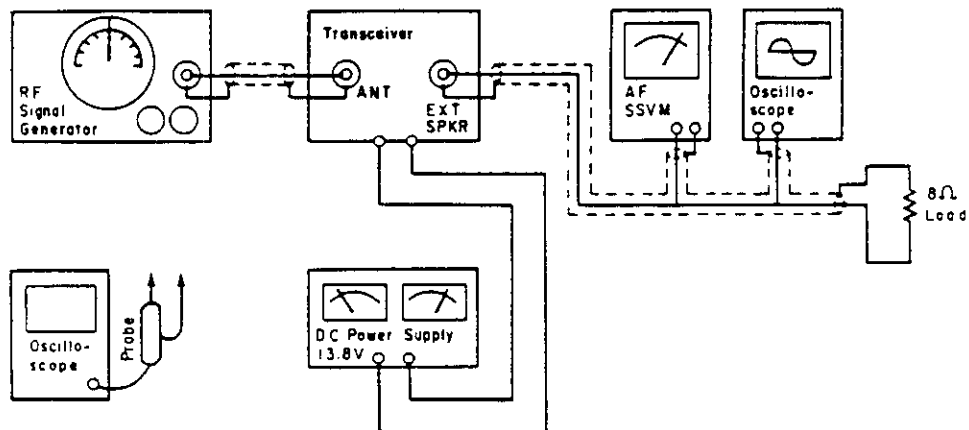 RF
Signal
Generator
Transceiver
ANT
EXT
SPKR
AF
SSVM
Oscillo-
scope
8Ω
Load
Oscillo-
scope
Probe
DC Power Supply
13.8V